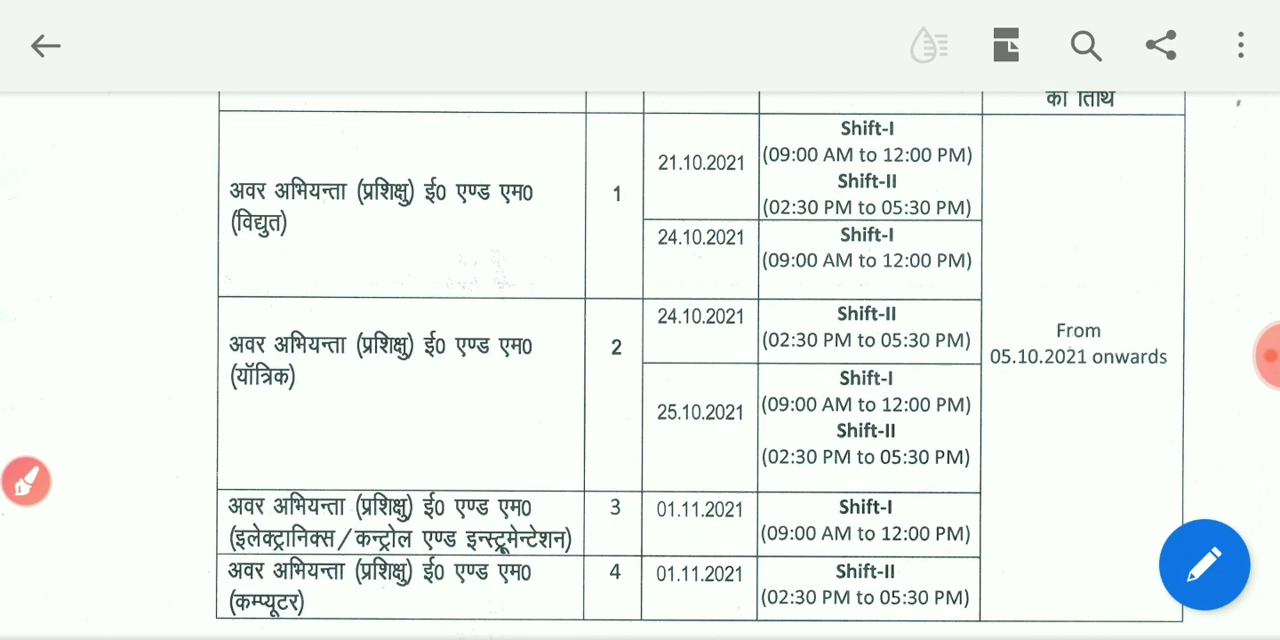 की तिथि
Shift-I
21.10.2021
(09:00 AM to 12:00 PM)
Shift-II
अवर अभियन्ता (प्रशिक्षु) ई0 एण्ड एम0
1
(विद्युत)
(02:30 PM to 05:30 PM)
24.10.2021
Shift-I
(09:00 AM to 12:00 PM)
24.10.2021
Shift-II
(02:30 PM to 05:30 PM)
अवर अभियन्ता (प्रशिक्षु) ई0 एण्ड एम0
2
(यॉत्रिक)
From
05.10.2021 onwards
Shift-I
25.10.2021
(09:00 AM to 12:00 PM)
Shift-II
(02:30 PM to 05:30 PM)
अवर अभियन्ता (प्रशिक्षु) ई0 एण्ड एम0
3
01.11.2021
Shift-I
(इलेक्ट्रानिक्स/कन्ट्रोल एण्ड इन्स्ट्रूमेन्टेशन)
(09:00 AM to 12:00 PM)
अवर अभियन्ता (प्रशिक्षु) ई0 एण्ड एम0
4
01.11.2021
Shift-II
(कम्प्यूटर)
(02:30 PM to 05:30 PM)